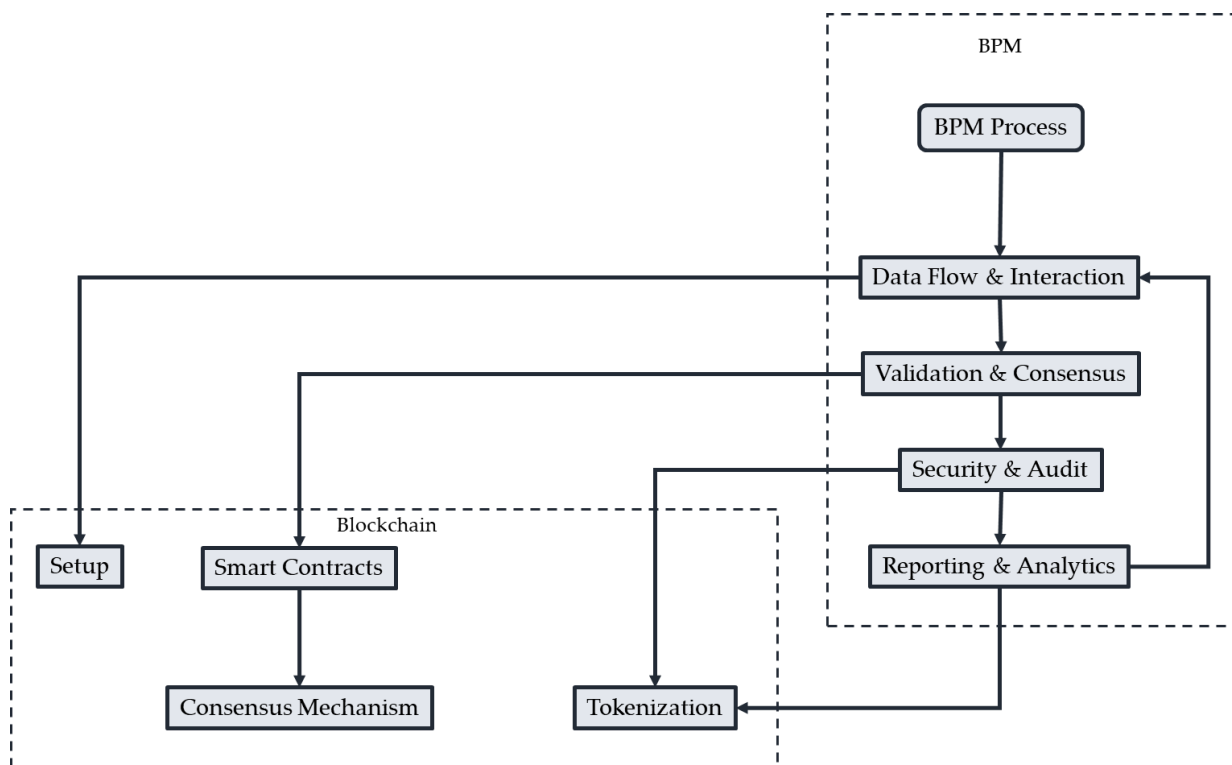 BPM
BPM Process
Data Flow & Interaction
Validation & Consensus
Security & Audit
Blockchain
Setup
Smart Contracts
Reporting & Analytics
Consensus Mechanism
Tokenization